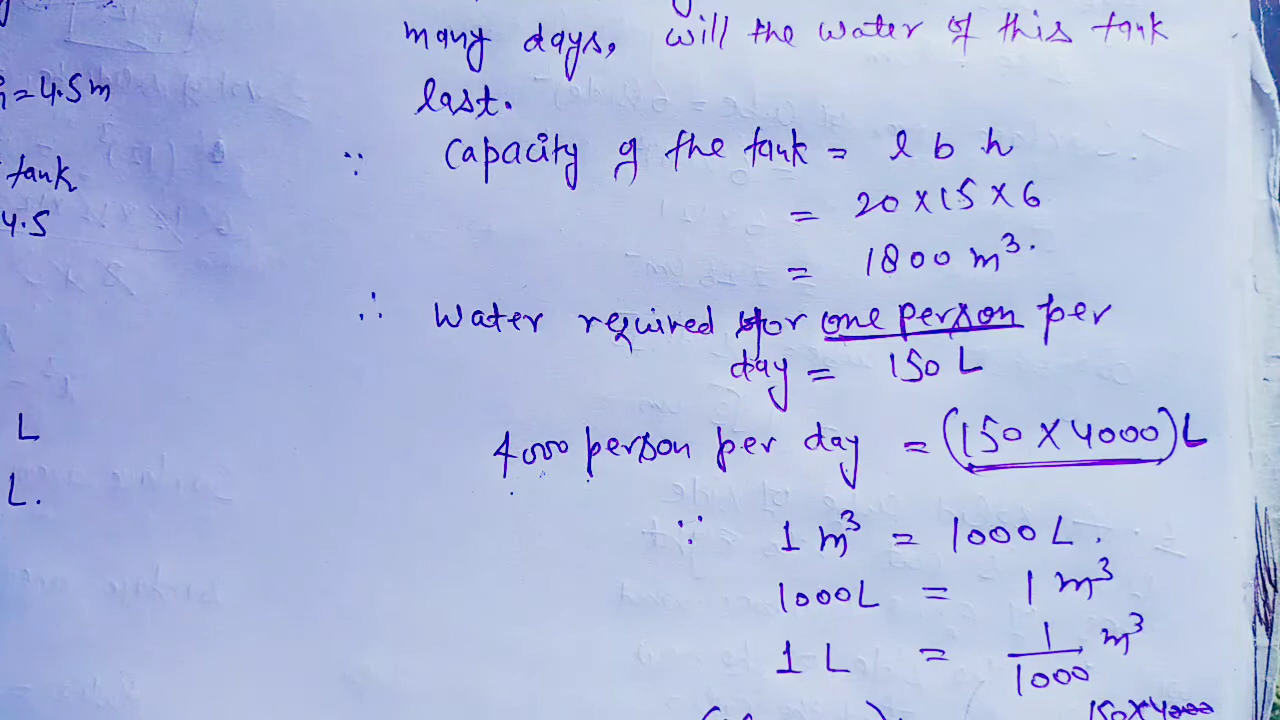 many days, will the water of this tank
last.
∵ Capacity of the tank = l b h
= 20 × 15 × 6
= 1800 m³.
∴ Water required for one person per
day = 150 L
4000 person per day = (150 × 4000) L
∵ 1 m³ = 1000 L.
1000L = 1 m³
1 L = 1/1000 m³
150×4000
= 4.5m
tank
4.5
L
L.